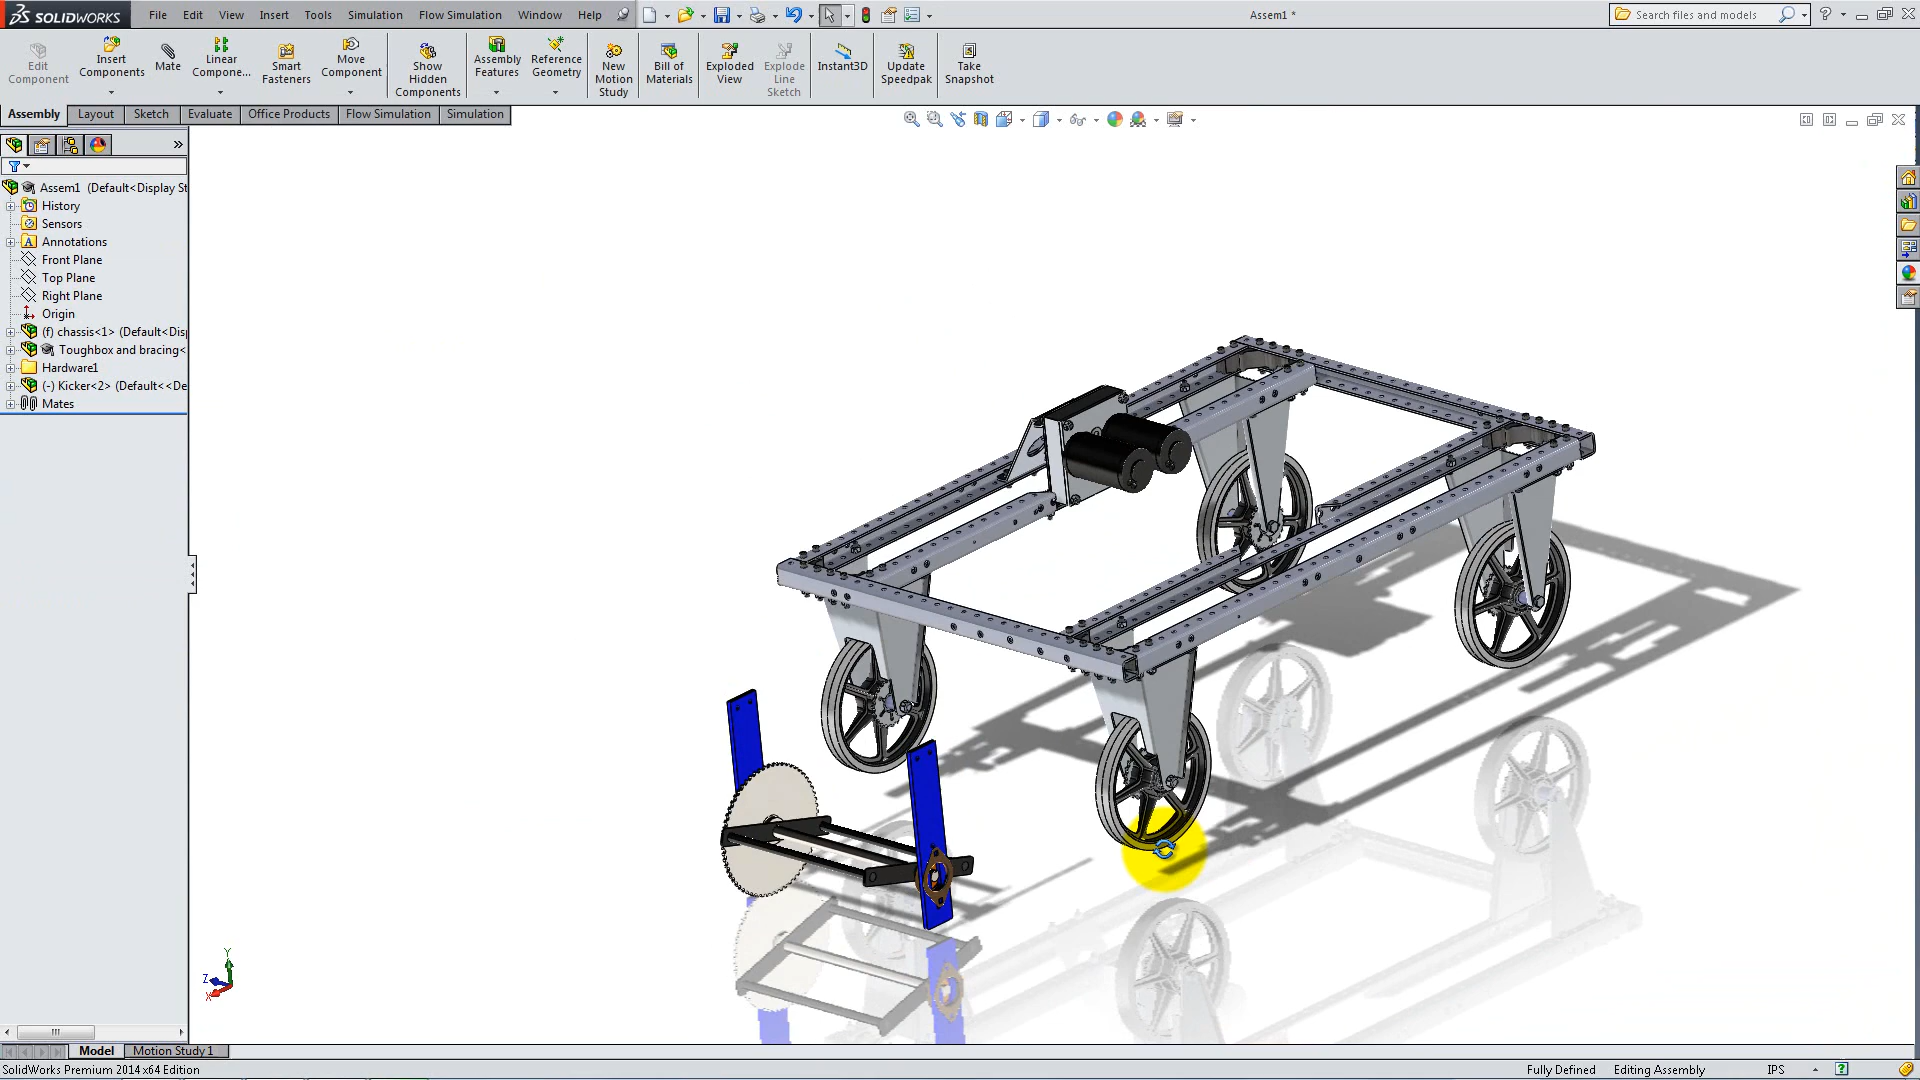 SOLIDWORKS File Edit View Insert Tools Simulation Flow Simulation Window Help Assem1 * Search files and models
Edit Component
Insert Components
Mate
Linear Compone...
Smart Fasteners
Move Component
Show Hidden Components
Assembly Features
Reference Geometry
New Motion Study
Bill of Materials
Exploded View
Explode Line Sketch
Instant3D
Update Speedpak
Take Snapshot
Assembly Layout Sketch Evaluate Office Products Flow Simulation Simulation
Assem1 (Default<Display St
History
Sensors
Annotations
Front Plane
Top Plane
Right Plane
Origin
(f) chassis<1> (Default<Disp
Toughbox and bracing<
Hardware1
(-) Kicker<2> (Default<<De
Mates
Y
Z
X
Model Motion Study 1
SolidWorks Premium 2014 x64 Edition Fully Defined Editing Assembly IPS